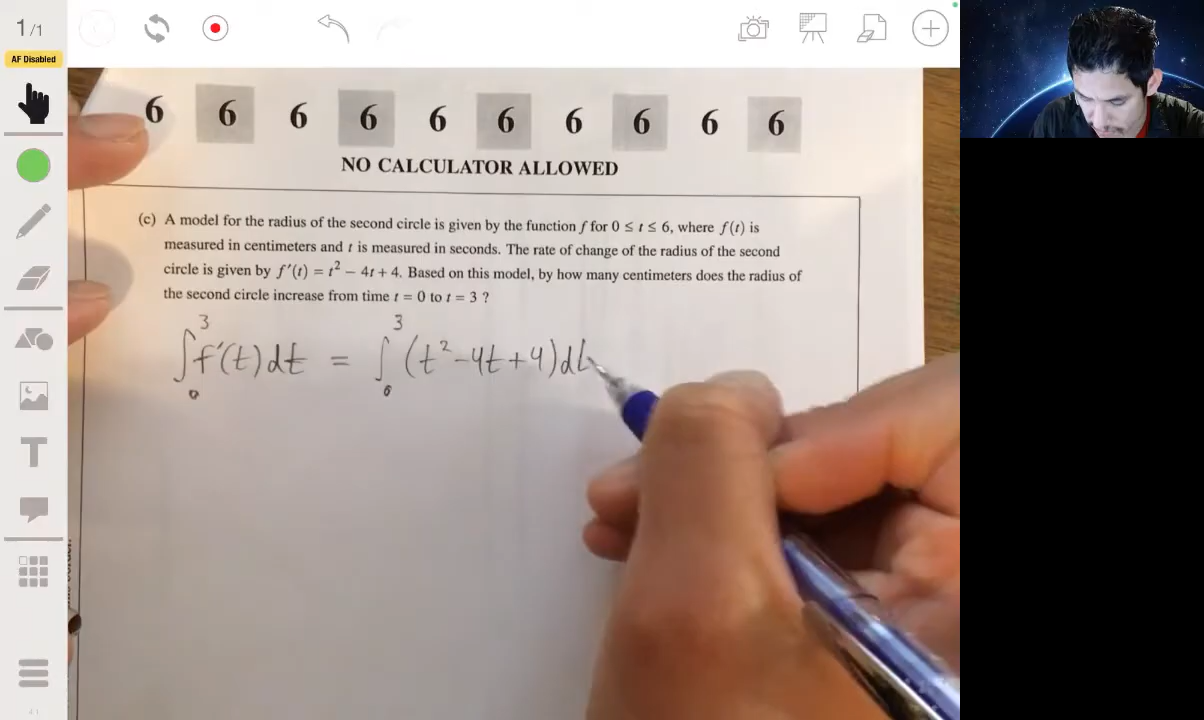 1/1
AF Disabled
6 6 6 6 6 6 6 6 6 6
NO CALCULATOR ALLOWED
(c) A model for the radius of the second circle is given by the function f for 0 ≤ t ≤ 6, where f(t) is
measured in centimeters and t is measured in seconds. The rate of change of the radius of the second
circle is given by f′(t) = t² − 4t + 4. Based on this model, by how many centimeters does the radius of
the second circle increase from time t = 0 to t = 3 ?
∫₀³ f'(t)dt = ∫₀³ (t²-4t+4)dt
T